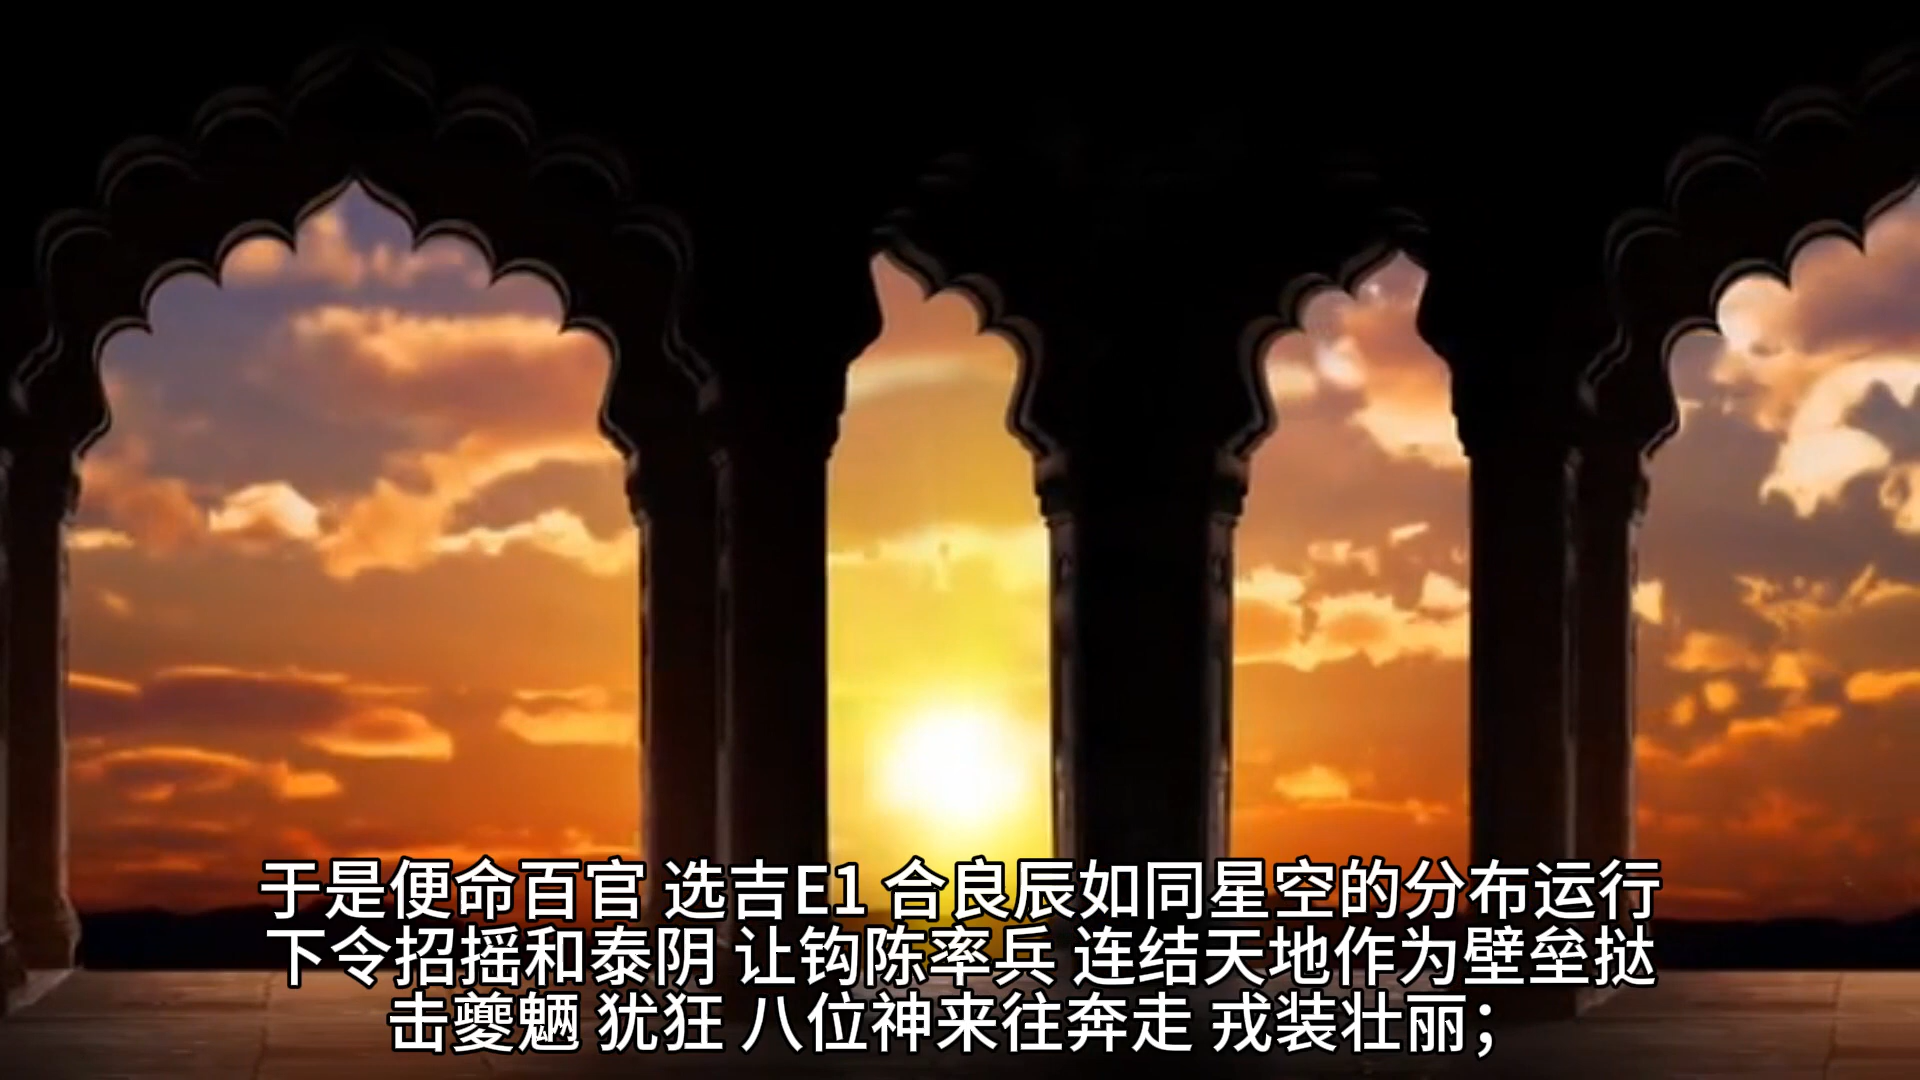 于是便命百官 选吉E1 合良辰如同星空的分布运行
下令招摇和泰阴 让钩陈率兵 连结天地作为壁垒挞
击夔魉 犹狂 八位神来往奔走 戎装壮丽；